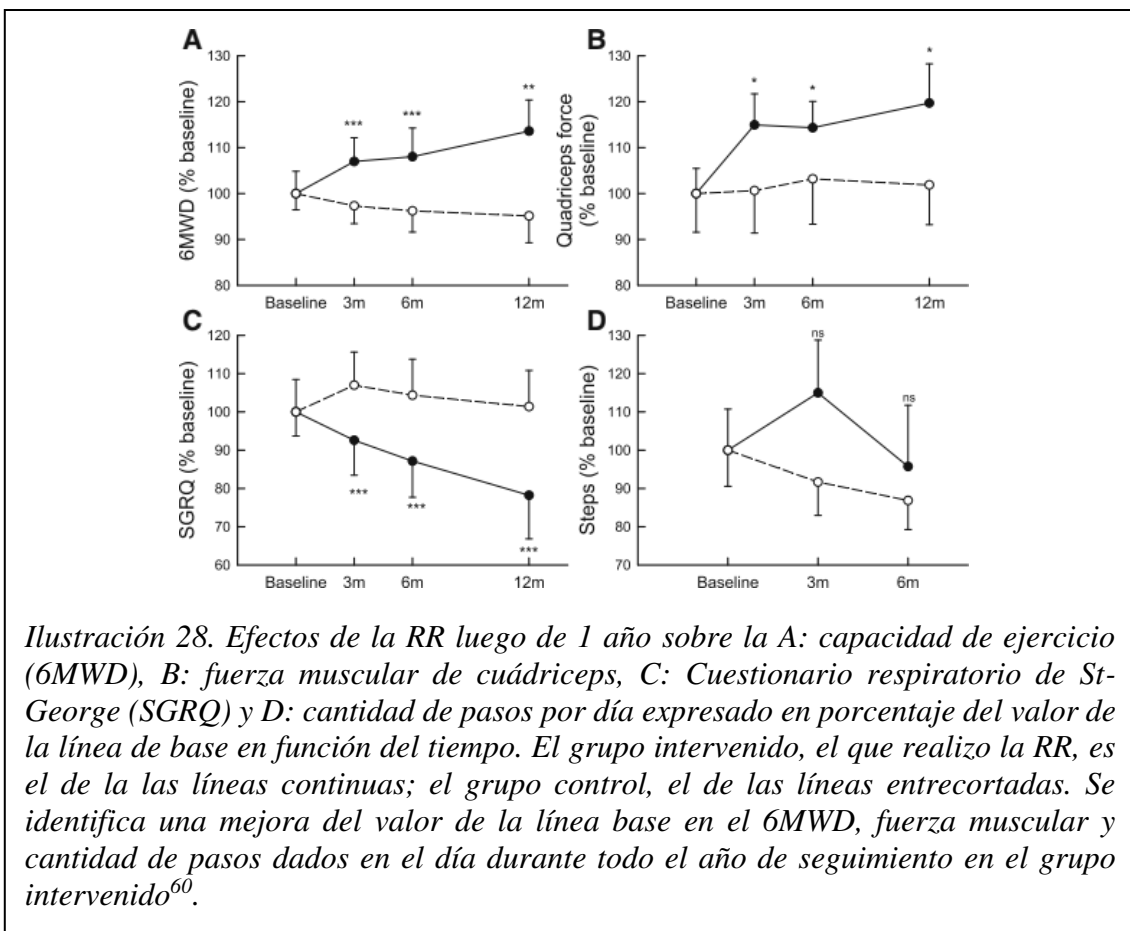 A
130
120
110
100
90
80
6MWD (% baseline)
***
***
**
Baseline 3m 6m 12m
B
130
120
110
100
90
80
Quadriceps force
(% baseline)
*
*
*
Baseline 3m 6m 12m
C
120
110
100
90
80
70
60
SGRQ (% baseline)
***
***
***
Baseline 3m 6m 12m
D
130
120
110
100
90
80
70
Steps (% baseline)
ns
ns
Baseline 3m 6m
Ilustración 28. Efectos de la RR luego de 1 año sobre la A: capacidad de ejercicio
(6MWD), B: fuerza muscular de cuádriceps, C: Cuestionario respiratorio de St-
George (SGRQ) y D: cantidad de pasos por día expresado en porcentaje del valor de
la línea de base en función del tiempo. El grupo intervenido, el que realizo la RR, es
el de la las líneas continuas; el grupo control, el de las líneas entrecortadas. Se
identifica una mejora del valor de la línea base en el 6MWD, fuerza muscular y
cantidad de pasos dados en el día durante todo el año de seguimiento en el grupo
intervenido60.